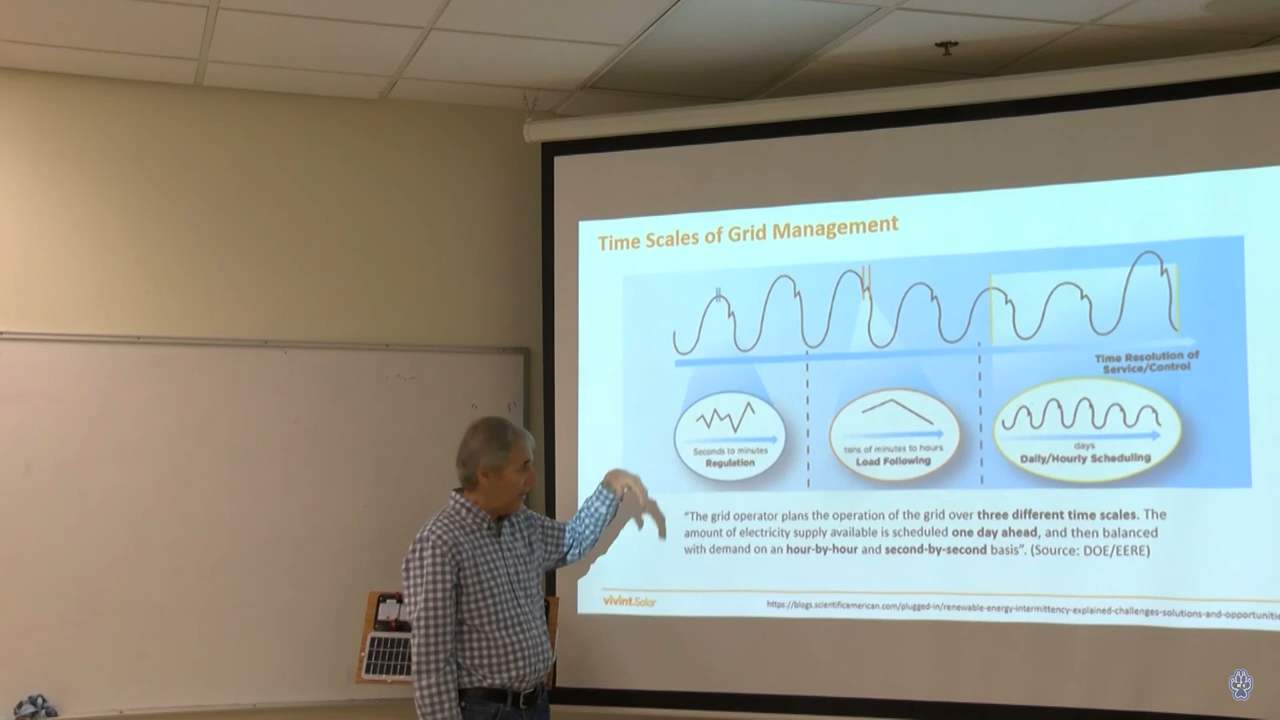 Time Scales of Grid Management
Time Resolution of
Service/Control
Seconds to minutes
Regulation
tens of minutes to hours
Load Following
days
Daily/Hourly Scheduling
"The grid operator plans the operation of the grid over three different time scales. The
amount of electricity supply available is scheduled one day ahead, and then balanced
with demand on an hour-by-hour and second-by-second basis". (Source: DOE/EERE)
vivint.Solar
https://blogs.scientificamerican.com/plugged-in/renewable-energy-intermittency-explained-challenges-solutions-and-opportunitie